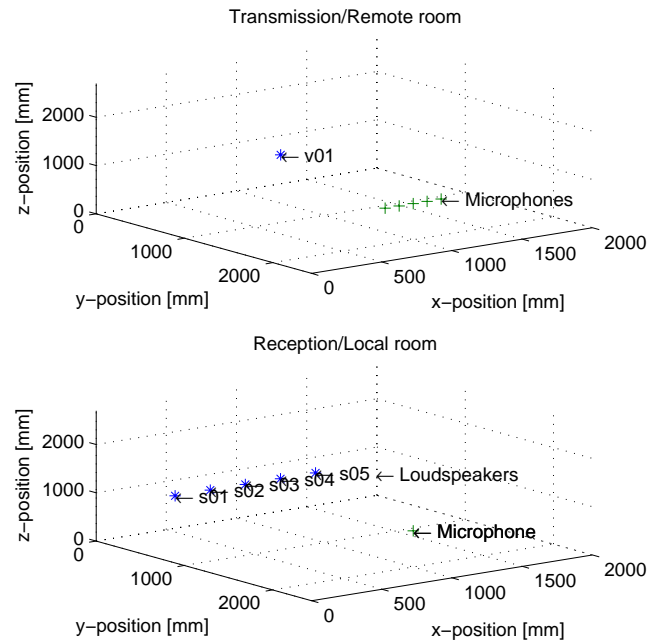 Transmission/Remote room
z−position [mm]
2000
1000
0
0
1000
2000
y−position [mm]
0
500
1000
1500
2000
x−position [mm]
← v01
← Microphones
Reception/Local room
z−position [mm]
2000
1000
0
0
1000
2000
y−position [mm]
0
500
1000
1500
2000
x−position [mm]
← s01
← s02
← s03
← s04
← s05
← Loudspeakers
← Microphone